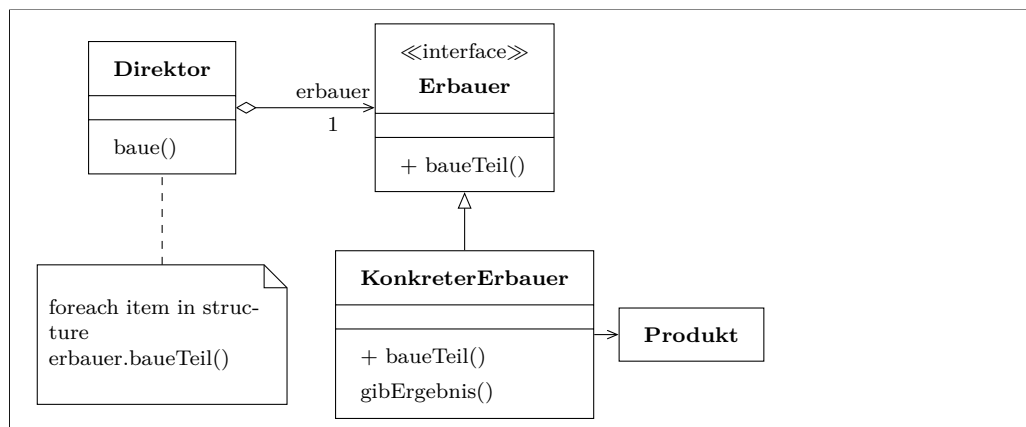 Direktor
baue()
erbauer
1
≪interface≫
Erbauer
+ baueTeil()
foreach item in struc-
ture
erbauer.baueTeil()
KonkreterErbauer
+ baueTeil()
gibErgebnis()
Produkt